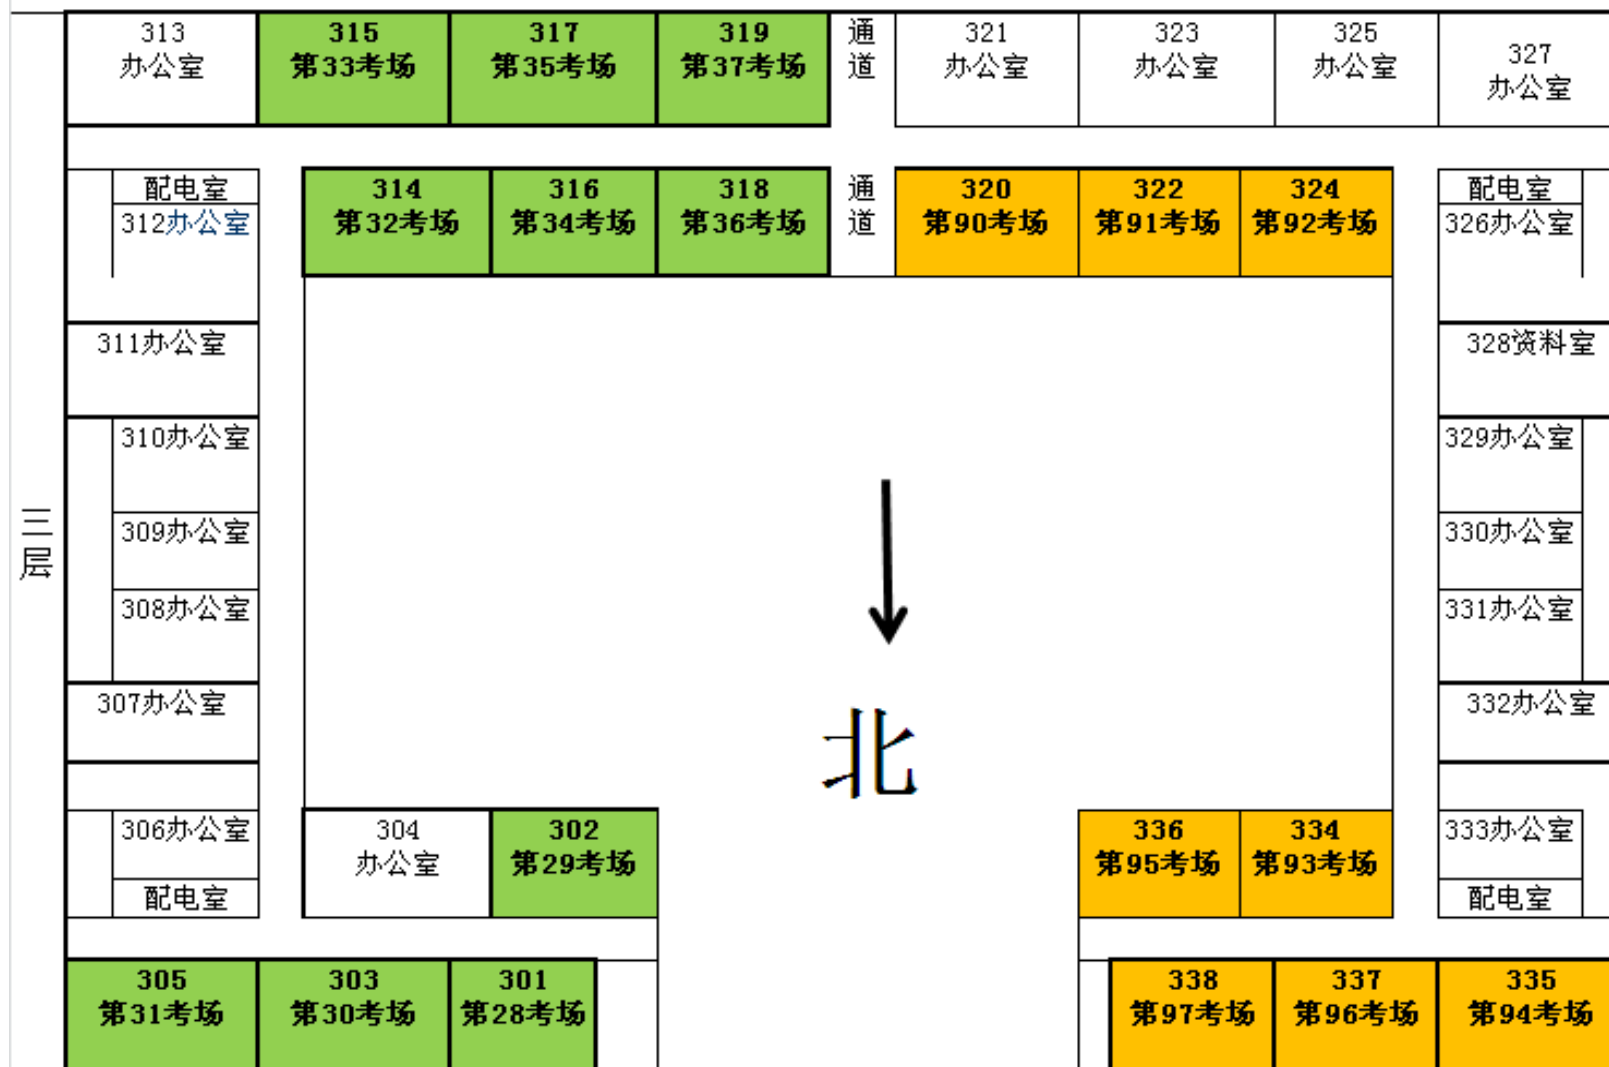 313
办公室
315
第33考场
317
第35考场
319
第37考场
通
道
321
办公室
323
办公室
325
办公室
327
办公室
配电室
312办公室
314
第32考场
316
第34考场
318
第36考场
通
道
320
第90考场
322
第91考场
324
第92考场
配电室
326办公室
311办公室
328资料室
310办公室
329办公室
三
层
309办公室
330办公室
308办公室
331办公室
307办公室
332办公室
北
306办公室
配电室
304
办公室
302
第29考场
336
第95考场
334
第93考场
333办公室
配电室
305
第31考场
303
第30考场
301
第28考场
338
第97考场
337
第96考场
335
第94考场